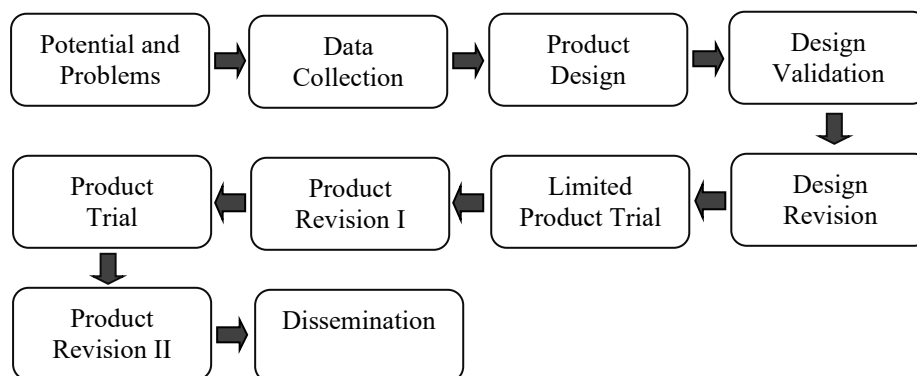 Potential and
Problems
Data
Collection
Product
Design
Design
Validation
Design
Revision
Limited
Product Trial
Product
Revision I
Product
Trial
Product
Revision II
Dissemination